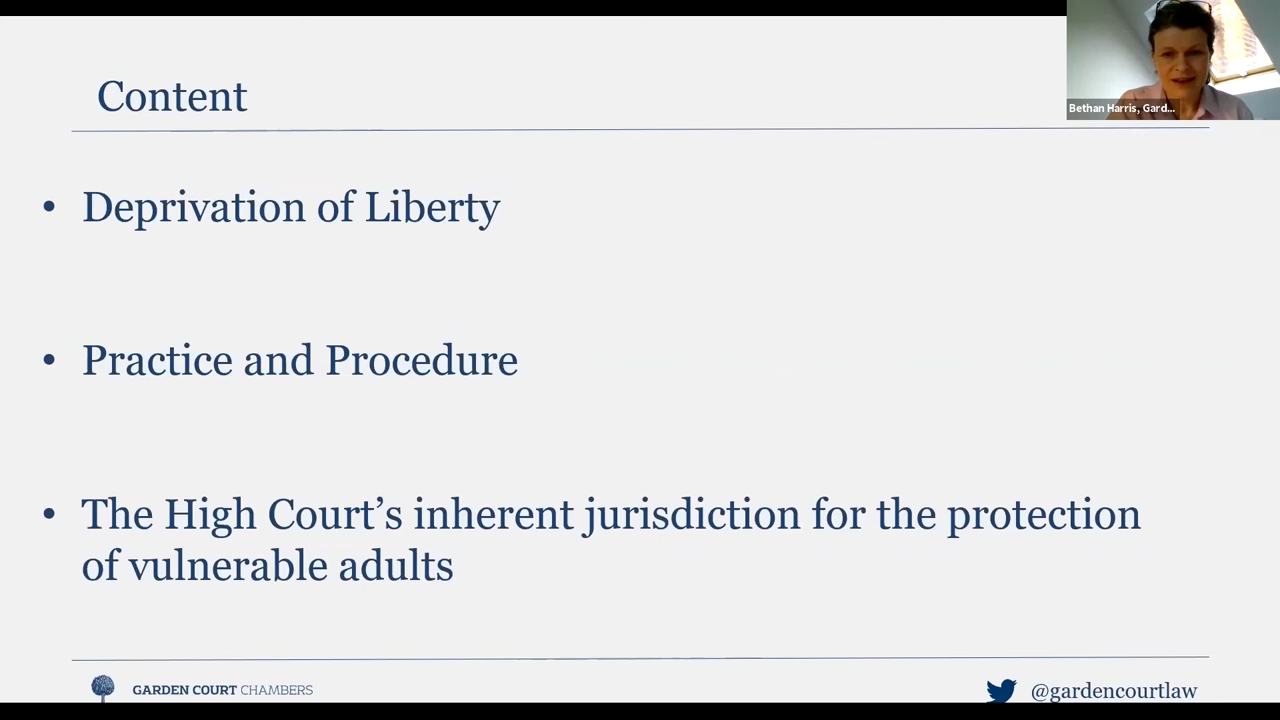 Content
Bethan Harris, Gard...
• Deprivation of Liberty
• Practice and Procedure
• The High Court’s inherent jurisdiction for the protection
of vulnerable adults
GARDEN COURT CHAMBERS
@gardencourtlaw